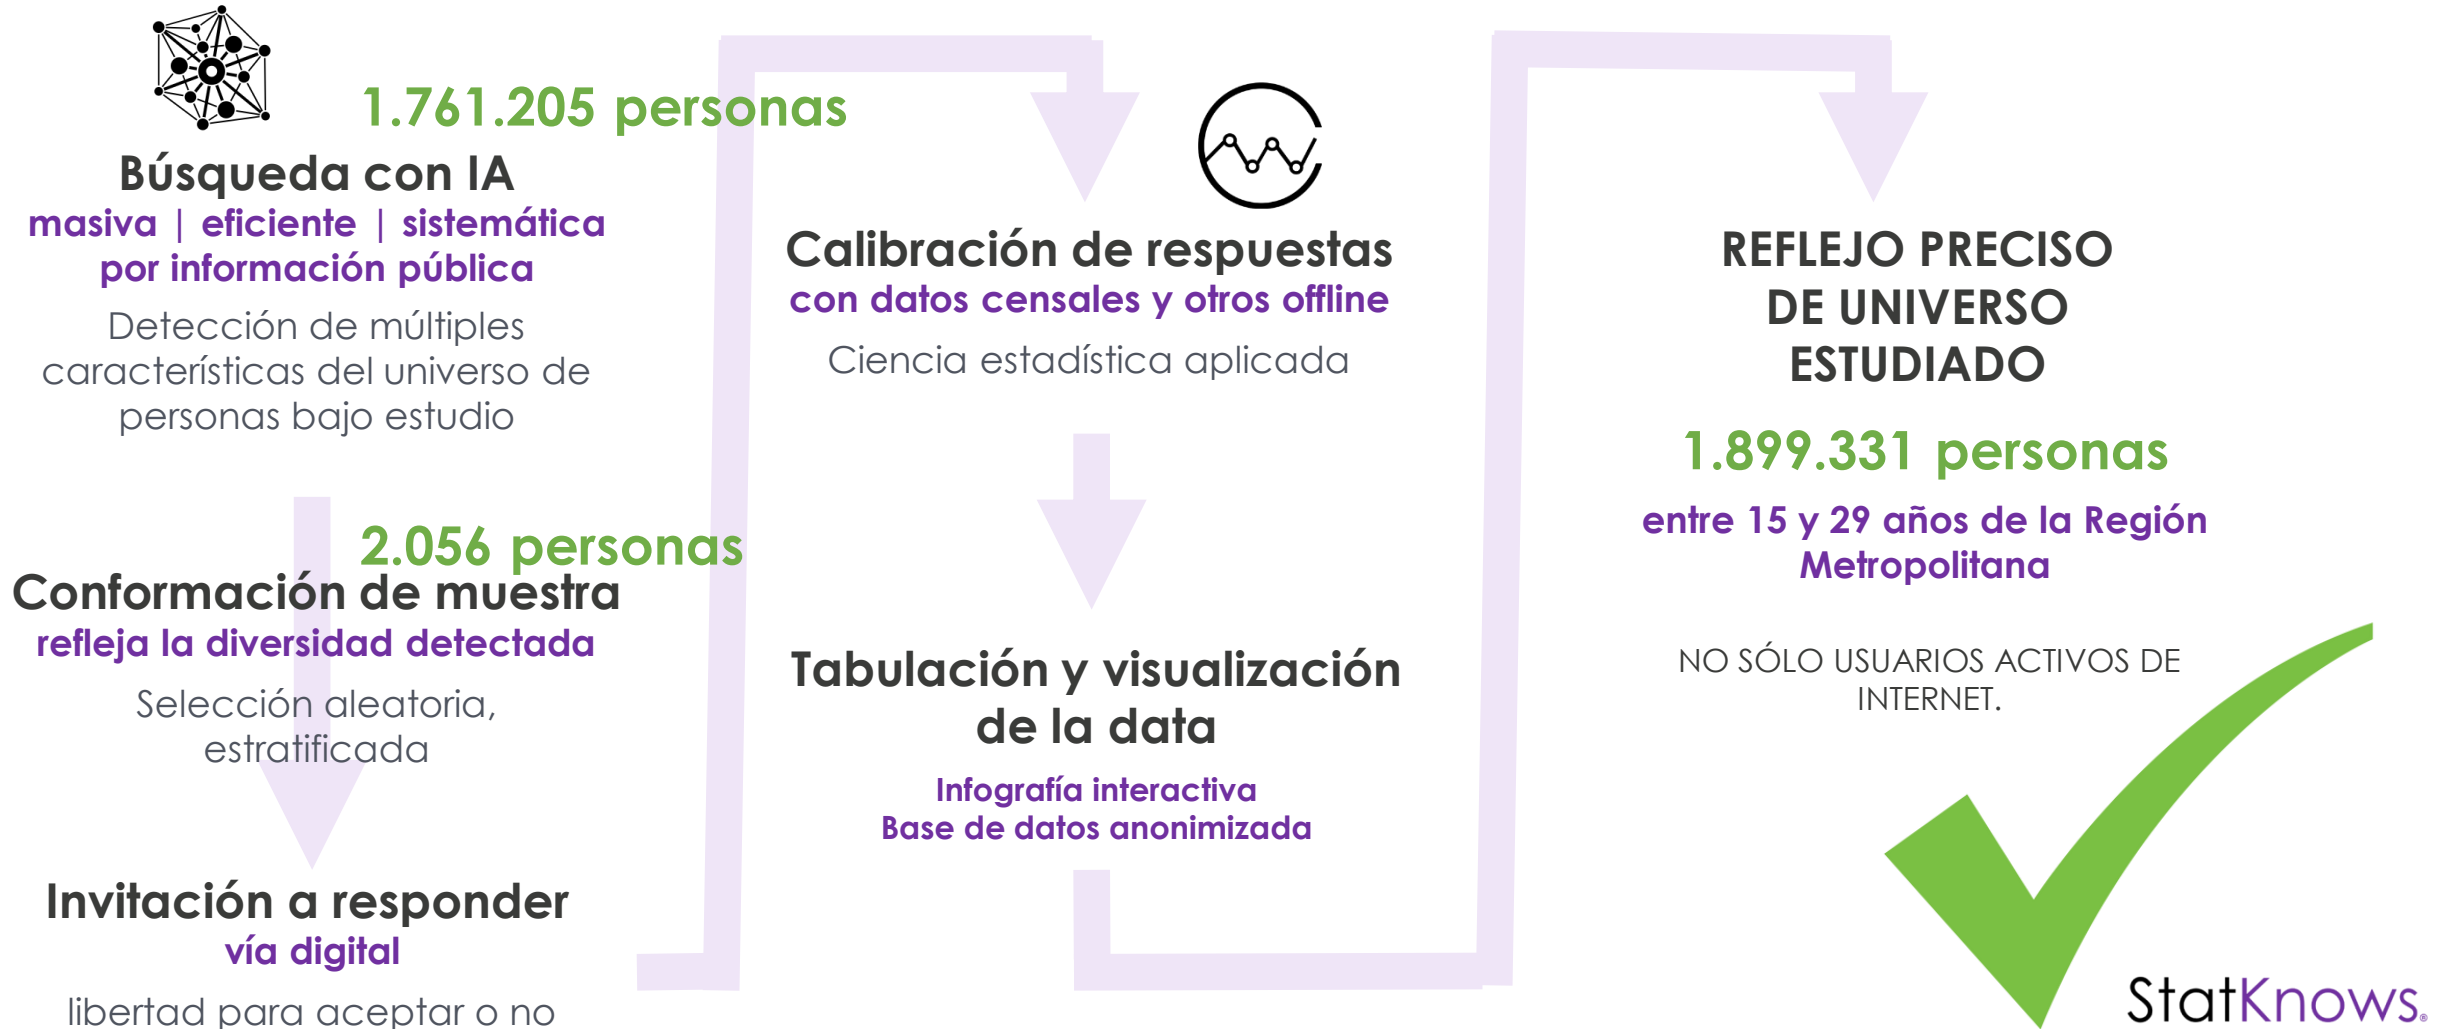 1.761.205 personas
Búsqueda con IA
masiva | eficiente | sistemática
por información pública
Detección de múltiples
características del universo de
personas bajo estudio
2.056 personas
Conformación de muestra
refleja la diversidad detectada
Selección aleatoria,
estratificada
Invitación a responder
vía digital
libertad para aceptar o no
Calibración de respuestas
con datos censales y otros offline
Ciencia estadística aplicada
Tabulación y visualización
de la data
Infografía interactiva
Base de datos anonimizada
REFLEJO PRECISO
DE UNIVERSO
ESTUDIADO
1.899.331 personas
entre 15 y 29 años de la Región
Metropolitana
NO SÓLO USUARIOS ACTIVOS DE
INTERNET.
StatKnows®